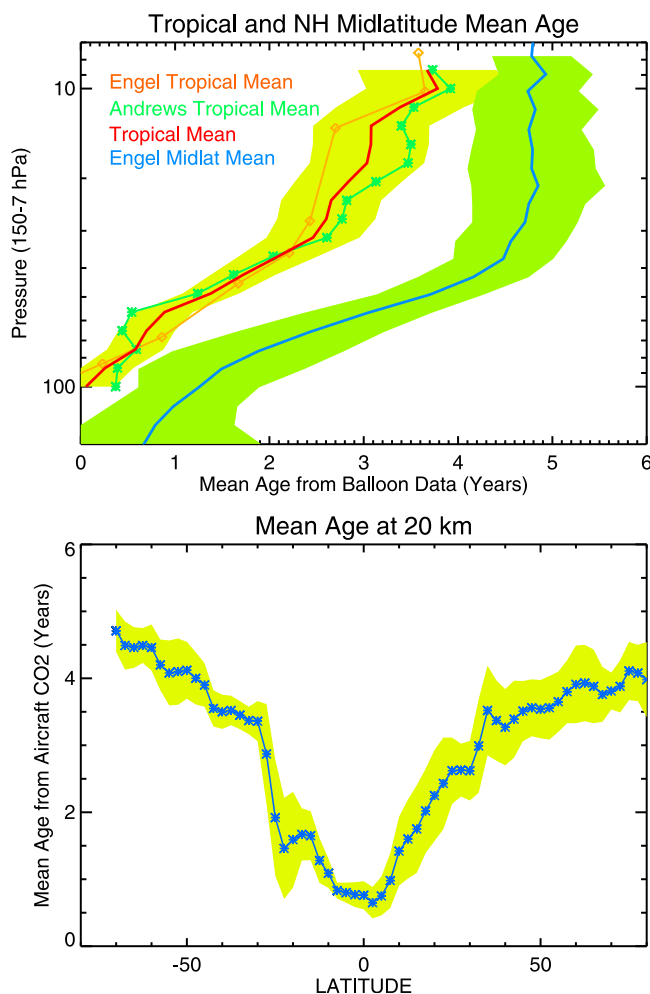 Tropical and NH Midlatitude Mean Age
Engel Tropical Mean
Andrews Tropical Mean
Tropical Mean
Engel Midlat Mean
Pressure (150-7 hPa)
10
100
0 1 2 3 4 5 6
Mean Age from Balloon Data (Years)
Mean Age at 20 km
Mean Age from Aircraft CO2 (Years)
6
4
2
0
-50 0 50
LATITUDE